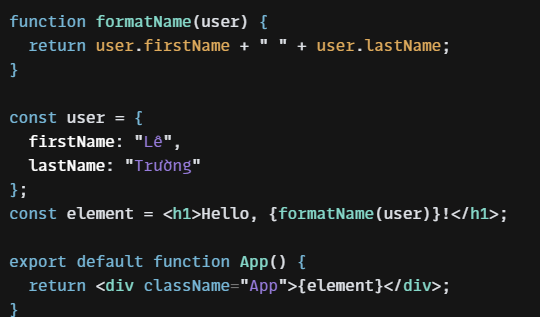 function formatName(user) {
  return user.firstName + " " + user.lastName;
}
const user = {
  firstName: "Lê",
  lastName: "Trường"
};
const element = <h1>Hello, {formatName(user)}!</h1>;
export default function App() {
  return <div className="App">{element}</div>;
}